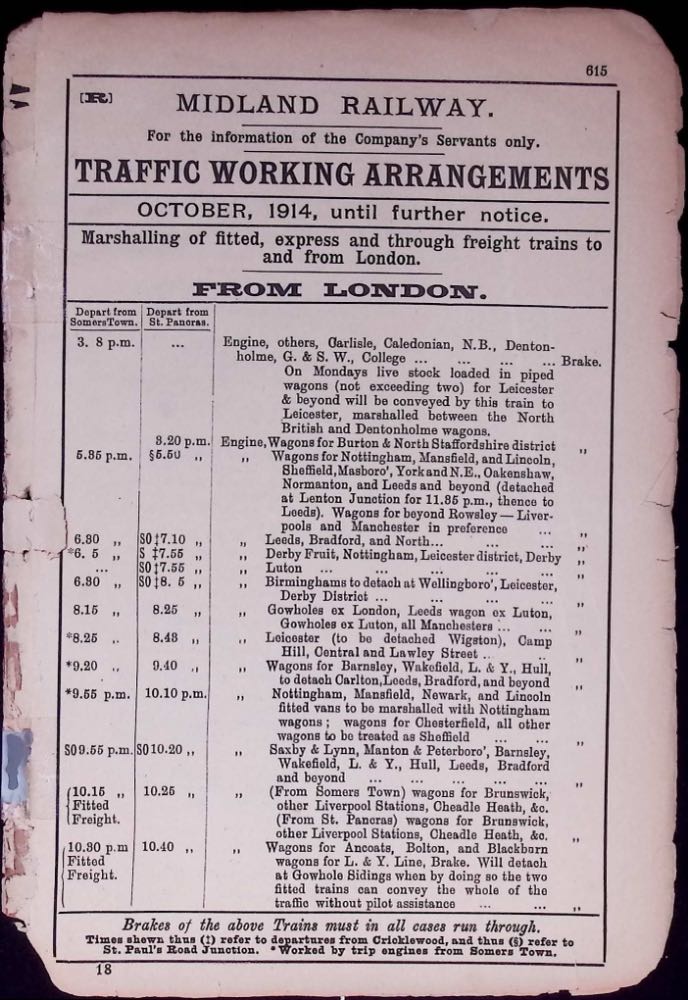 615
[R] MIDLAND RAILWAY.
For the information of the Company's Servants only.
TRAFFIC WORKING ARRANGEMENTS
OCTOBER, 1914, until further notice.
Marshalling of fitted, express and through freight trains to
and from London.
FROM LONDON.
Depart from Depart from
Somers Town. St. Pancras.
3. 8 p.m. ... Engine, others, Carlisle, Caledonian, N.B., Denton-
holme, G. & S. W., College ... ... ... ... Brake.
On Mondays live stock loaded in piped
wagons (not exceeding two) for Leicester
& beyond will be conveyed by this train to
Leicester, marshalled between the North
British and Dentonholme wagons.
3.20 p.m. Engine, Wagons for Burton & North Staffordshire district ,,
5.35 p.m. §5.50 ,, ,, Wagons for Nottingham, Mansfield, and Lincoln, ,,
Sheffield, Masboro', York and N.E., Oakenshaw,
Normanton, and Leeds and beyond (detached
at Lenton Junction for 11.35 p.m., thence to
Leeds). Wagons for beyond Rowsley — Liver-
pools and Manchester in preference ... ,,
6.30 ,, SO‡7.10 ,, ,, Leeds, Bradford, and North... ... ... ... ,,
*6. 5 ,, S ‡7.55 ,, ,, Derby Fruit, Nottingham, Leicester district, Derby ,,
... SO‡7.55 ,, ,, Luton ... ... ... ... ... ... ,,
6.30 ,, SO‡8. 5 ,, ,, Birminghams to detach at Wellingboro', Leicester, ,,
Derby District ... ... ... ... ...
8.15 ,, 8.25 ,, ,, Gowholes ex London, Leeds wagon ex Luton, ,,
Gowholes ex Luton, all Manchesters ... ...
*8.25 ,, 8.43 ,, ,, Leicester (to be detached Wigston), Camp ,,
Hill, Central and Lawley Street .. ..
*9.20 ,, 9.40 ,, ,, Wagons for Barnsley, Wakefield, L. & Y., Hull, ,,
to detach Carlton, Leeds, Bradford, and beyond
*9.55 p.m. 10.10 p.m. ,, Nottingham, Mansfield, Newark, and Lincoln ,,
fitted vans to be marshalled with Nottingham
wagons ; wagons for Chesterfield, all other
wagons to be treated as Sheffield ... ...
SO9.55 p.m. SO10.20 ,, ,, Saxby & Lynn, Manton & Peterboro', Barnsley, ,,
Wakefield, L. & Y., Hull, Leeds, Bradford
and beyond ... ... ... ... ...
10.15 ,, 10.25 ,, ,, (From Somers Town) wagons for Brunswick, ,,
Fitted other Liverpool Stations, Cheadle Heath, &c.
Freight. (From St. Pancras) wagons for Brunswick,
other Liverpool Stations, Cheadle Heath, &c.
10.30 p.m 10.40 ,, ,, Wagons for Ancoats, Bolton, and Blackburn ,,
Fitted wagons for L. & Y. Line, Brake. Will detach
Freight. at Gowhole Sidings when by doing so the two
fitted trains can convey the whole of the
traffic without pilot assistance ... ... ,,
Brakes of the above Trains must in all cases run through.
Times shewn thus (‡) refer to departures from Cricklewood, and thus (§) refer to
St. Paul's Road Junction. * Worked by trip engines from Somers Town.
18